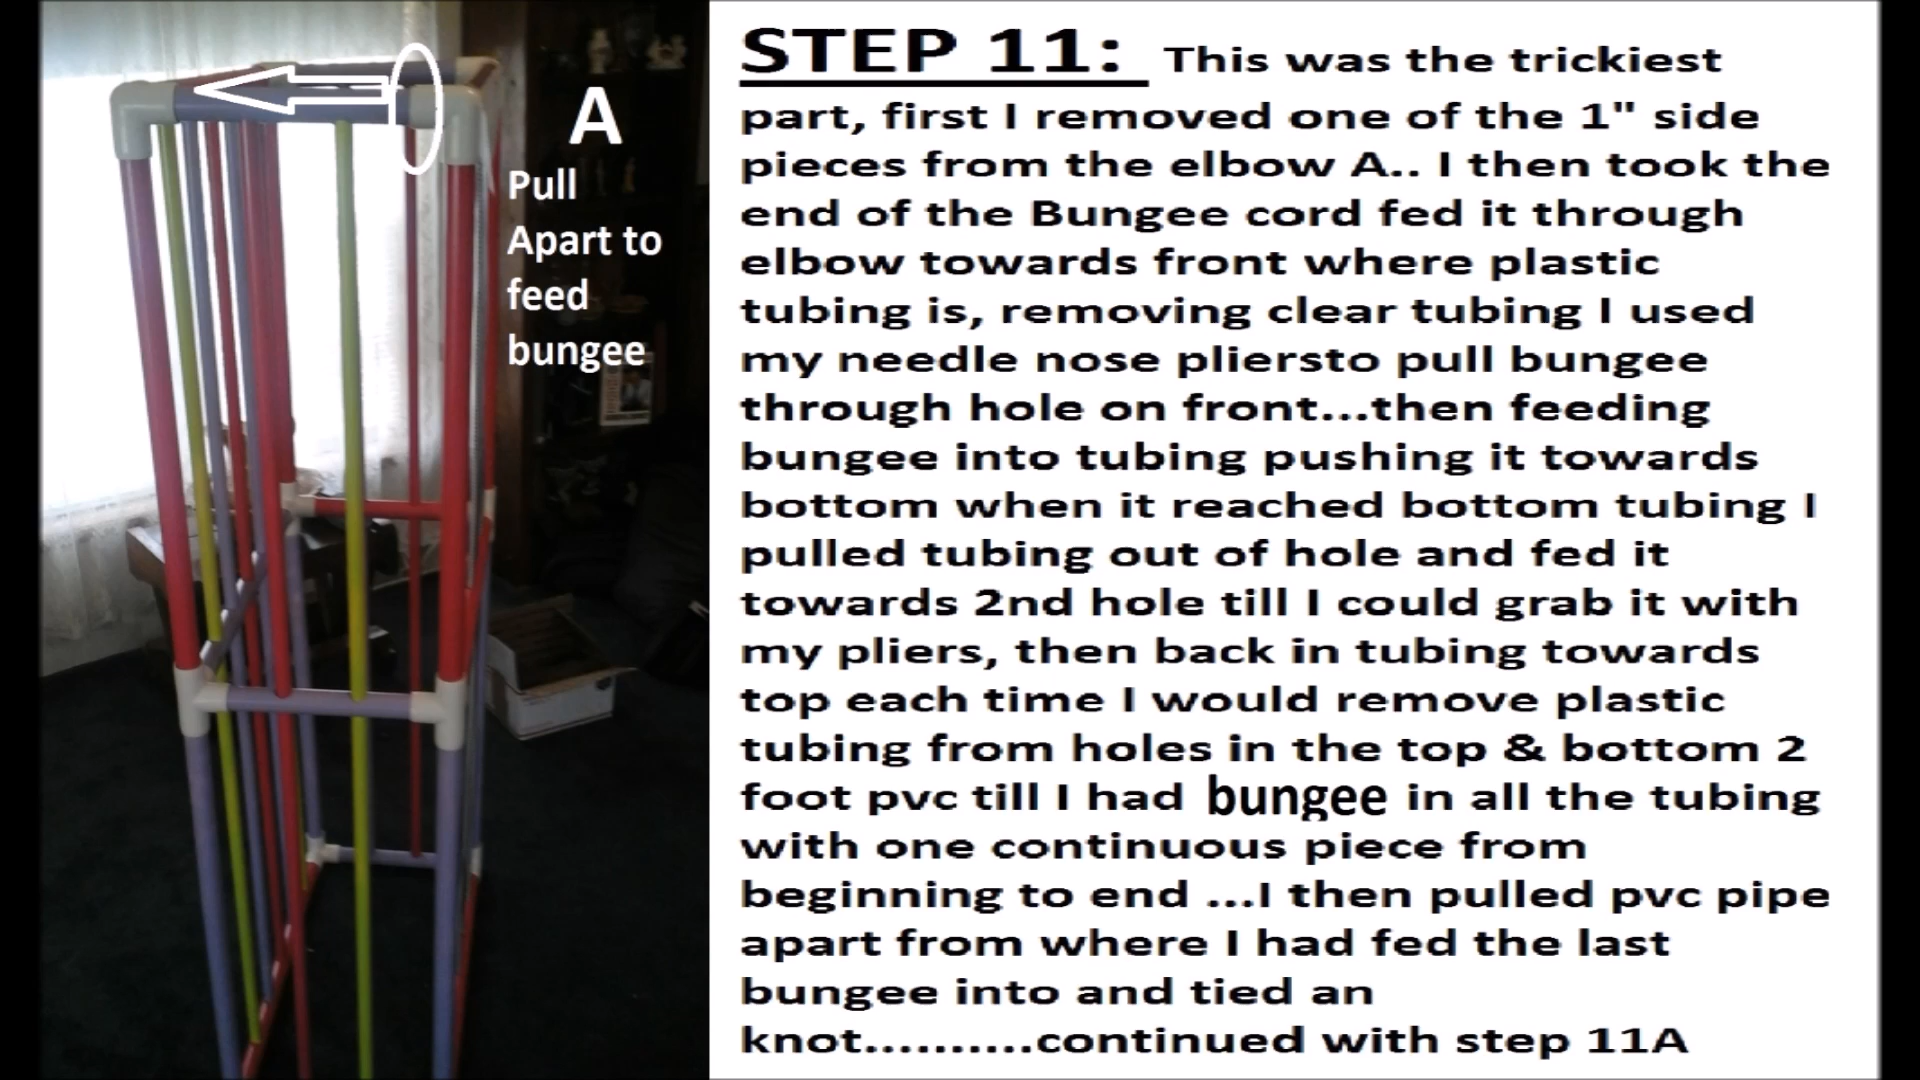 A
Pull
Apart to
feed
bungee
STEP 11: This was the trickiest
part, first I removed one of the 1" side
pieces from the elbow A.. I then took the
end of the Bungee cord fed it through
elbow towards front where plastic
tubing is, removing clear tubing I used
my needle nose pliersto pull bungee
through hole on front...then feeding
bungee into tubing pushing it towards
bottom when it reached bottom tubing I
pulled tubing out of hole and fed it
towards 2nd hole till I could grab it with
my pliers, then back in tubing towards
top each time I would remove plastic
tubing from holes in the top & bottom 2
foot pvc till I had bungee in all the tubing
with one continuous piece from
beginning to end ...I then pulled pvc pipe
apart from where I had fed the last
bungee into and tied an
knot..........continued with step 11A